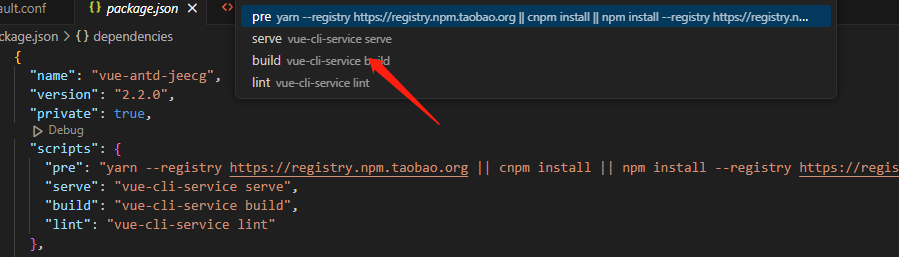 ault.conf
package.json
ckage.json > {} dependencies
pre yarn --registry https://registry.npm.taobao.org || cnpm install || npm install --registry https://registry.n...
serve vue-cli-service serve
build vue-cli-service build
lint vue-cli-service lint
{
"name": "vue-antd-jeecg",
"version": "2.2.0",
"private": true,
Debug
"scripts": {
"pre": "yarn --registry https://registry.npm.taobao.org || cnpm install || npm install --registry https://regis
"serve": "vue-cli-service serve",
"build": "vue-cli-service build",
"lint": "vue-cli-service lint"
},